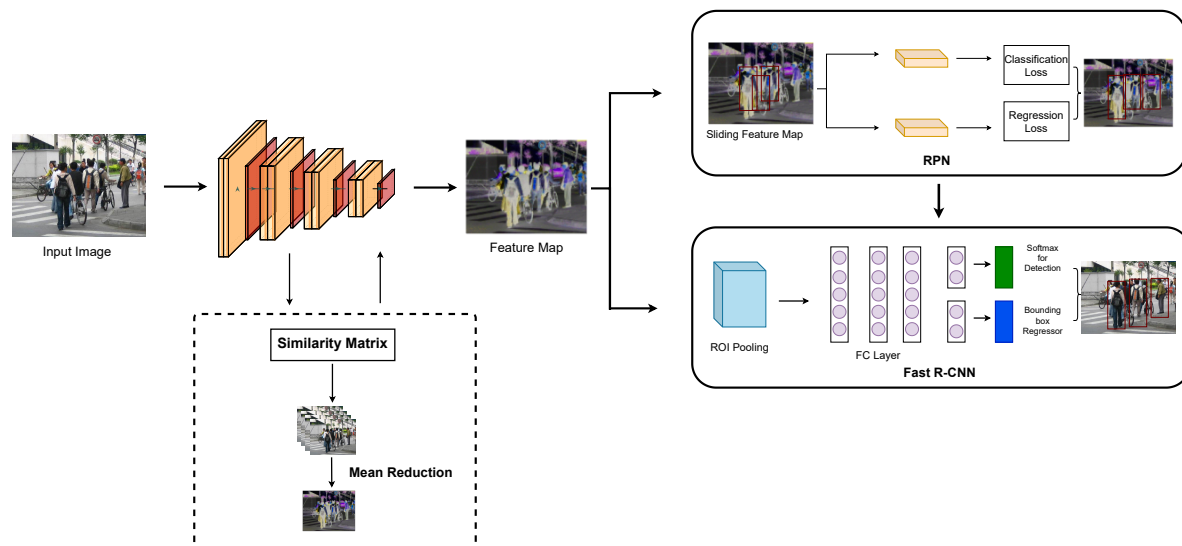 Input Image
A
Feature Map
Similarity Matrix
Mean Reduction
Sliding Feature Map
Classification
Loss
Regression
Loss
RPN
ROI Pooling
FC Layer
Softmax
for
Detection
Bounding
box
Regressor
Fast R-CNN